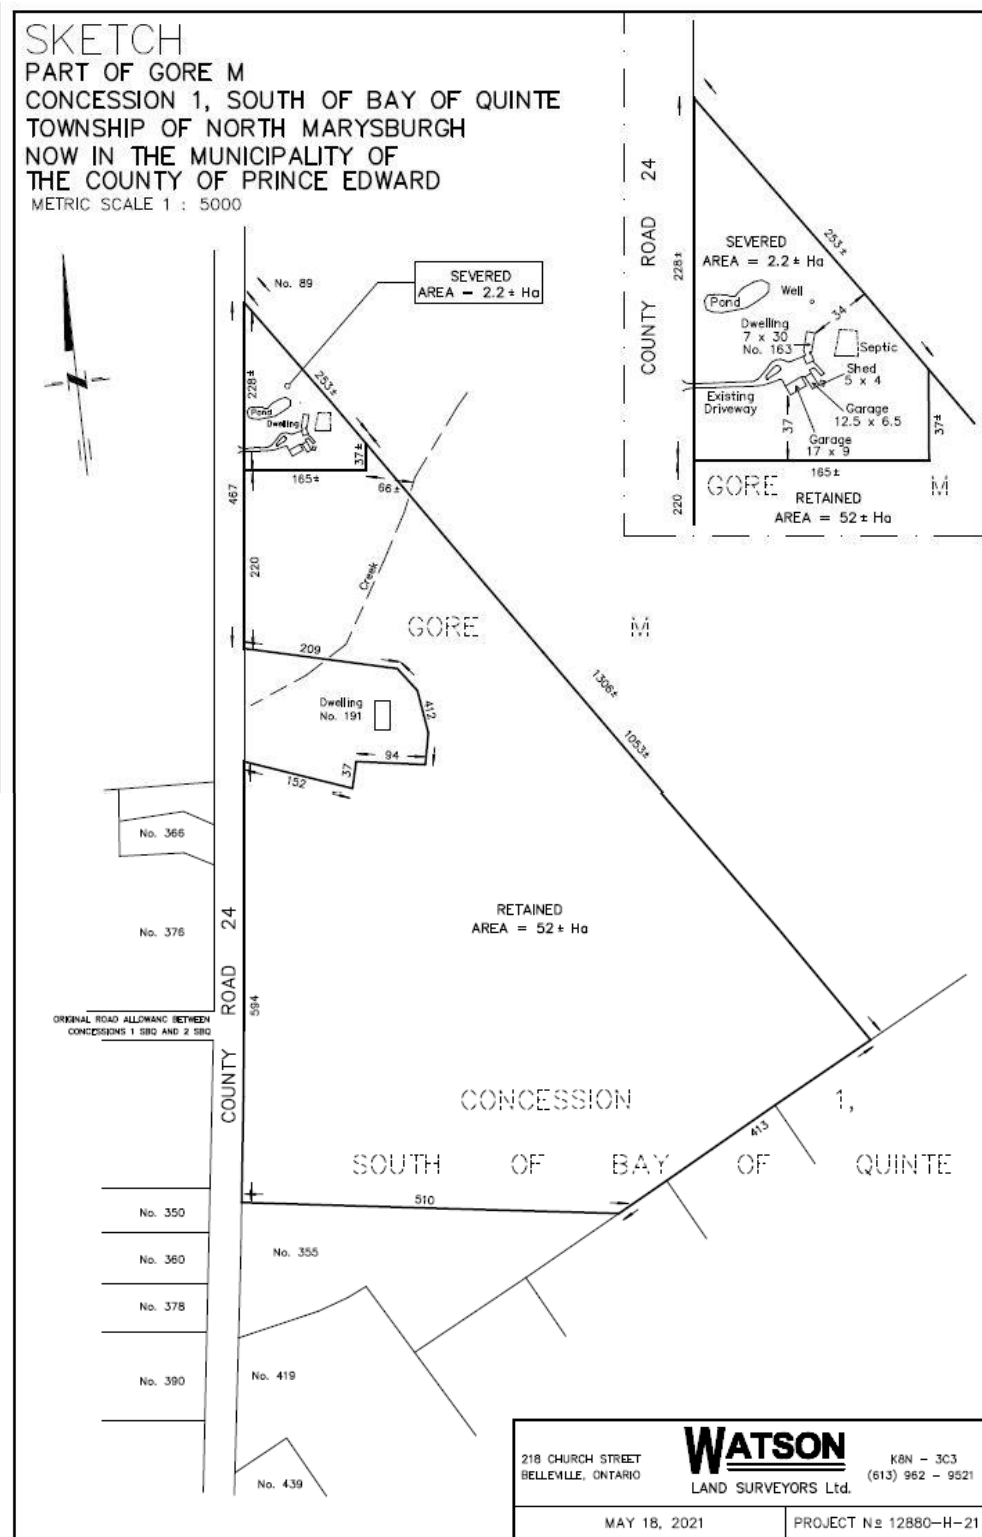 SKETCH
PART OF GORE M
CONCESSION 1, SOUTH OF BAY OF QUINTE
TOWNSHIP OF NORTH MARYSBURGH
NOW IN THE MUNICIPALITY OF
THE COUNTY OF PRINCE EDWARD
METRIC SCALE 1 : 5000
COUNTY ROAD 24
228±
253±
SEVERED
AREA = 2.2± Ha
Pond
Well
34
Dwelling
7 x 30
No. 163
Septic
Shed
5 x 4
Existing
Driveway
Garage
12.5 x 6.5
37
Garage
17 x 9
37±
165±
220
GORE M
RETAINED
AREA = 52± Ha
No. 89
SEVERED
AREA = 2.2± Ha
228±
253±
Pond
Dwelling
37±
165±
66±
467
220
Creek
GORE M
209
1306±
1053±
Dwelling
No. 191
412
94
37
152
No. 366
No. 376
RETAINED
AREA = 52± Ha
COUNTY ROAD 24
594
ORIGINAL ROAD ALLOWANC BETWEEN
CONCESSIONS 1 SBQ AND 2 SBQ
CONCESSION 1,
413
SOUTH OF BAY OF QUINTE
510
No. 350
No. 355
No. 360
No. 378
No. 390
No. 419
No. 439
218 CHURCH STREET
BELLEVILLE, ONTARIO
WATSON
LAND SURVEYORS Ltd.
K8N - 3C3
(613) 962 - 9521
MAY 18, 2021
PROJECT Nº 12880-H-21